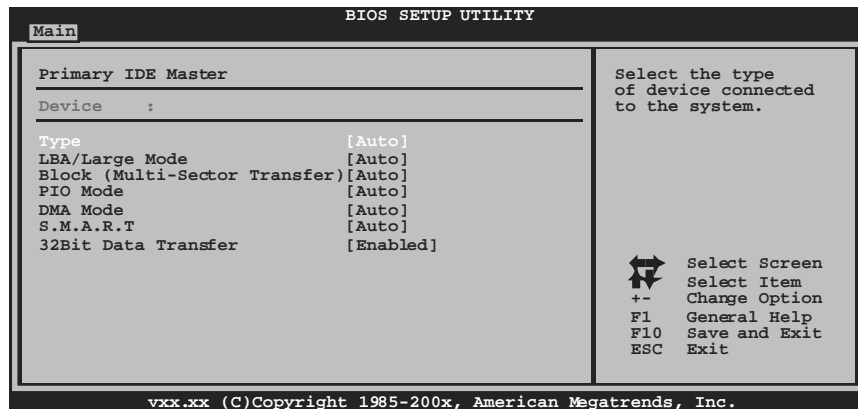 BIOS SETUP UTILITY
Main
Primary IDE Master
Device :
Type [Auto]
LBA/Large Mode [Auto]
Block (Multi-Sector Transfer)[Auto]
PIO Mode [Auto]
DMA Mode [Auto]
S.M.A.R.T [Auto]
32Bit Data Transfer [Enabled]
Select the type
of device connected
to the system.
Select Screen
Select Item
+- Change Option
F1 General Help
F10 Save and Exit
ESC Exit
vxx.xx (C)Copyright 1985-200x, American Megatrends, Inc.